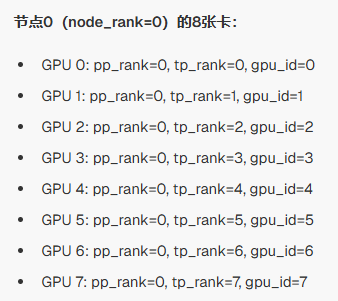 节点0（node_rank=0）的8张卡：
• GPU 0: pp_rank=0, tp_rank=0, gpu_id=0
• GPU 1: pp_rank=0, tp_rank=1, gpu_id=1
• GPU 2: pp_rank=0, tp_rank=2, gpu_id=2
• GPU 3: pp_rank=0, tp_rank=3, gpu_id=3
• GPU 4: pp_rank=0, tp_rank=4, gpu_id=4
• GPU 5: pp_rank=0, tp_rank=5, gpu_id=5
• GPU 6: pp_rank=0, tp_rank=6, gpu_id=6
• GPU 7: pp_rank=0, tp_rank=7, gpu_id=7